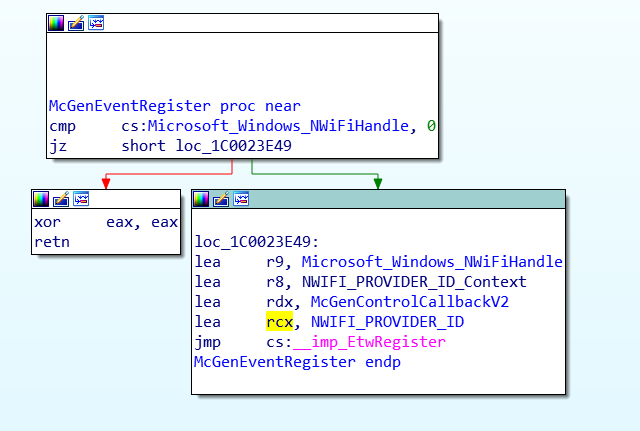 McGenEventRegister proc near
cmp     cs:Microsoft_Windows_NWiFiHandle, 0
jz      short loc_1C0023E49
xor     eax, eax
retn
loc_1C0023E49:
lea     r9, Microsoft_Windows_NWiFiHandle
lea     r8, NWIFI_PROVIDER_ID_Context
lea     rdx, McGenControlCallbackV2
lea     rcx, NWIFI_PROVIDER_ID
jmp     cs:__imp_EtwRegister
McGenEventRegister endp